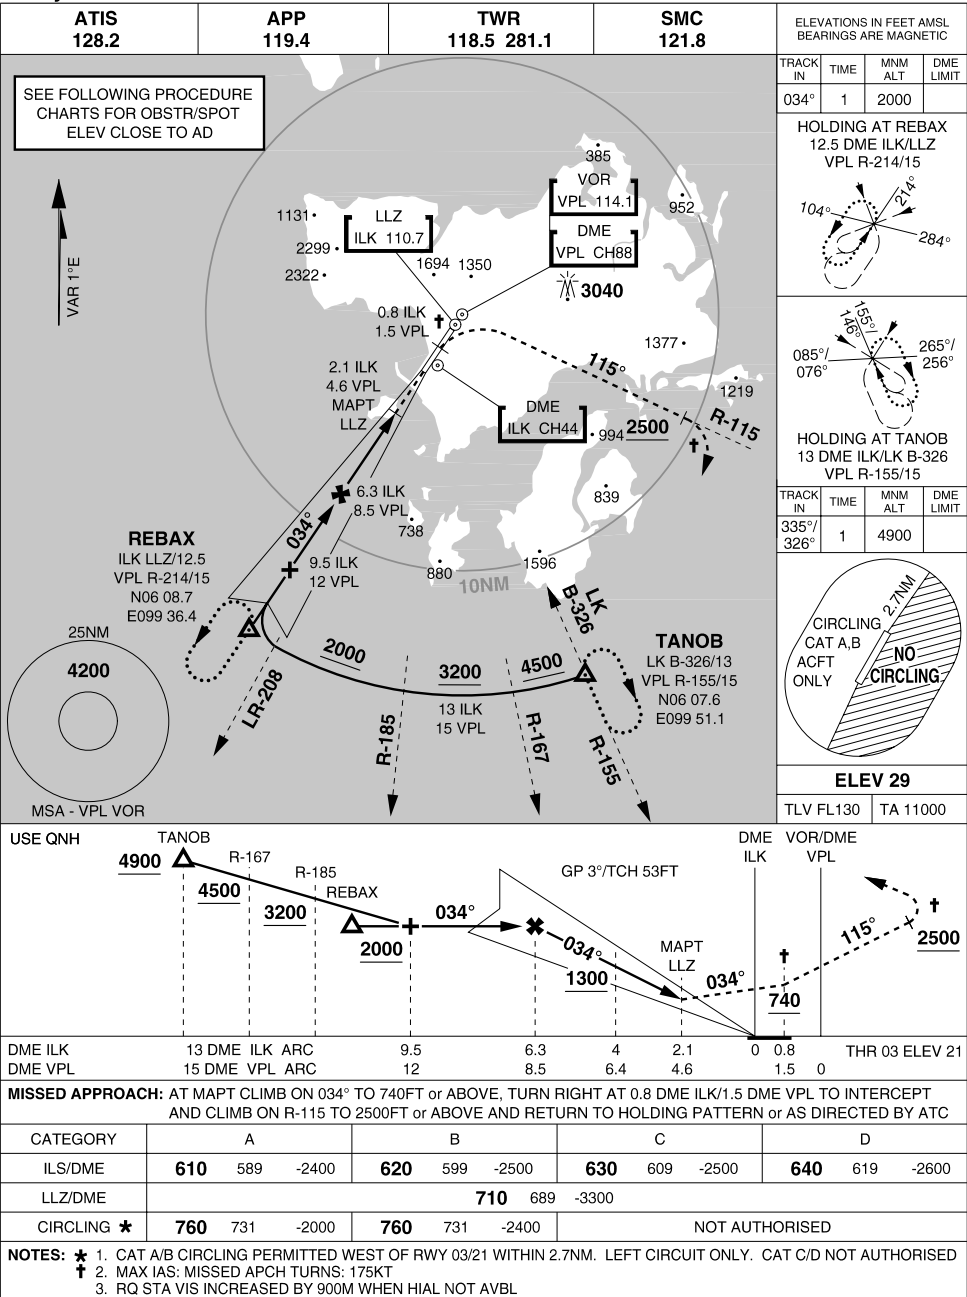 ATIS
128.2
APP
119.4
TWR
118.5 281.1
SMC
121.8
ELEVATIONS IN FEET AMSL
BEARINGS ARE MAGNETIC
SEE FOLLOWING PROCEDURE
CHARTS FOR OBSTR/SPOT
ELEV CLOSE TO AD
VAR 1°E
1131
2299
2322
LLZ
ILK 110.7
1694
1350
385
VOR
VPL 114.1
DME
VPL CH88
952
3040
0.8 ILK
1.5 VPL
1377
115°
2.1 ILK
4.6 VPL
MAPT
LLZ
1219
R-115
DME
ILK CH44
994
2500
6.3 ILK
8.5 VPL
839
738
034°
9.5 ILK
12 VPL
880
1596
10NM
REBAX
ILK LLZ/12.5
VPL R-214/15
N06 08.7
E099 36.4
LK
B-326
25NM
4200
MSA - VPL VOR
2000
3200
4500
13 ILK
15 VPL
LR-208
R-185
R-167
R-155
TANOB
LK B-326/13
VPL R-155/15
N06 07.6
E099 51.1
TRACK
IN
TIME
MNM
ALT
DME
LIMIT
034°
1
2000
HOLDING AT REBAX
12.5 DME ILK/LLZ
VPL R-214/15
214°
104°
284°
155°/
146°
085°/
076°
265°/
256°
HOLDING AT TANOB
13 DME ILK/LK B-326
VPL R-155/15
TRACK
IN
TIME
MNM
ALT
DME
LIMIT
335°/
326°
1
4900
2.7NM
CIRCLING
CAT A,B
ACFT
ONLY
NO
CIRCLING
ELEV 29
TLV FL130
TA 11000
USE QNH
TANOB
4900
R-167
4500
R-185
3200
REBAX
2000
034°
GP 3°/TCH 53FT
034°
1300
MAPT
LLZ
034°
DME
ILK
VOR/DME
VPL
740
115°
2500
DME ILK 13 DME ILK ARC 9.5 6.3 4 2.1 0 0.8 THR 03 ELEV 21
DME VPL 15 DME VPL ARC 12 8.5 6.4 4.6 1.5 0
MISSED APPROACH: AT MAPT CLIMB ON 034° TO 740FT or ABOVE, TURN RIGHT AT 0.8 DME ILK/1.5 DME VPL TO INTERCEPT
AND CLIMB ON R-115 TO 2500FT or ABOVE AND RETURN TO HOLDING PATTERN or AS DIRECTED BY ATC
CATEGORY A B C D
ILS/DME 610 589 -2400 620 599 -2500 630 609 -2500 640 619 -2600
LLZ/DME 710 689 -3300
CIRCLING ✱ 760 731 -2000 760 731 -2400 NOT AUTHORISED
NOTES: ✱ 1. CAT A/B CIRCLING PERMITTED WEST OF RWY 03/21 WITHIN 2.7NM. LEFT CIRCUIT ONLY. CAT C/D NOT AUTHORISED
✝ 2. MAX IAS: MISSED APCH TURNS: 175KT
3. RQ STA VIS INCREASED BY 900M WHEN HIAL NOT AVBL